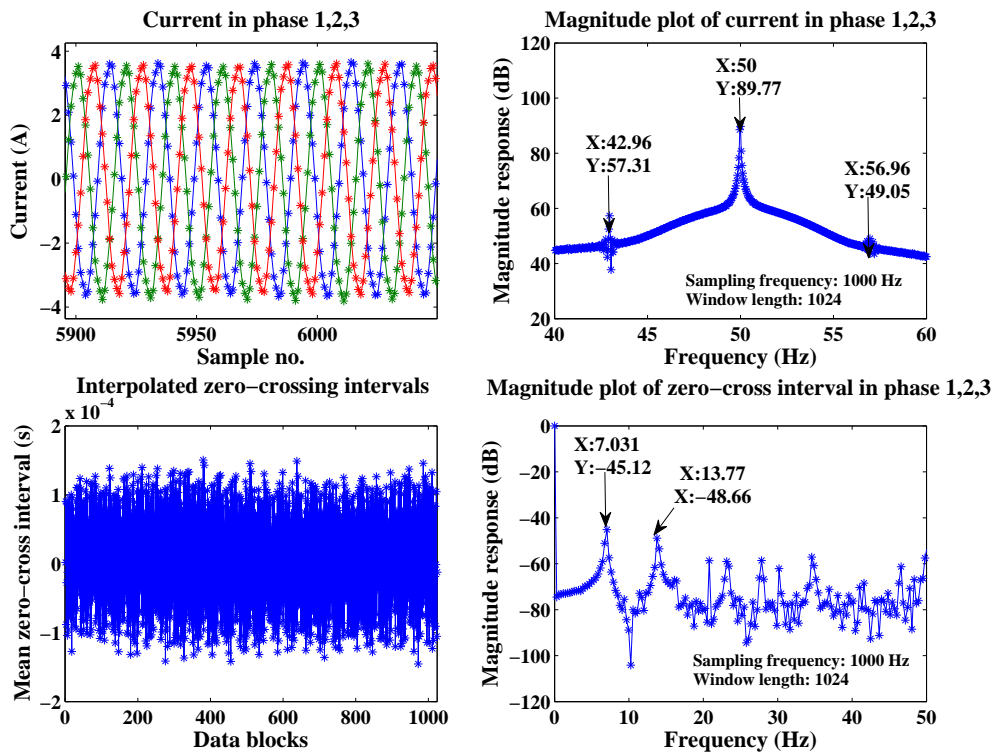 Current in phase 1,2,3
4
2
0
−2
−4
Current (A)
5900
5950
6000
Sample no.
Magnitude plot of current in phase 1,2,3
120
100
80
60
40
20
Magnitude response (dB)
X:50
Y:89.77
X:42.96
Y:57.31
X:56.96
Y:49.05
Sampling frequency: 1000 Hz
Window length: 1024
40
45
50
55
60
Frequency (Hz)
Interpolated zero−crossing intervals
x 10−4
2
1
0
−1
−2
Mean zero−cross interval (s)
0
200
400
600
800
1000
Data blocks
Magnitude plot of zero−cross interval in phase 1,2,3
0
−20
−40
−60
−80
−100
−120
Magnitude response (dB)
X:7.031
Y:−45.12
X:13.77
X:−48.66
Sampling frequency: 1000 Hz
Window length: 1024
0
10
20
30
40
50
Frequency (Hz)